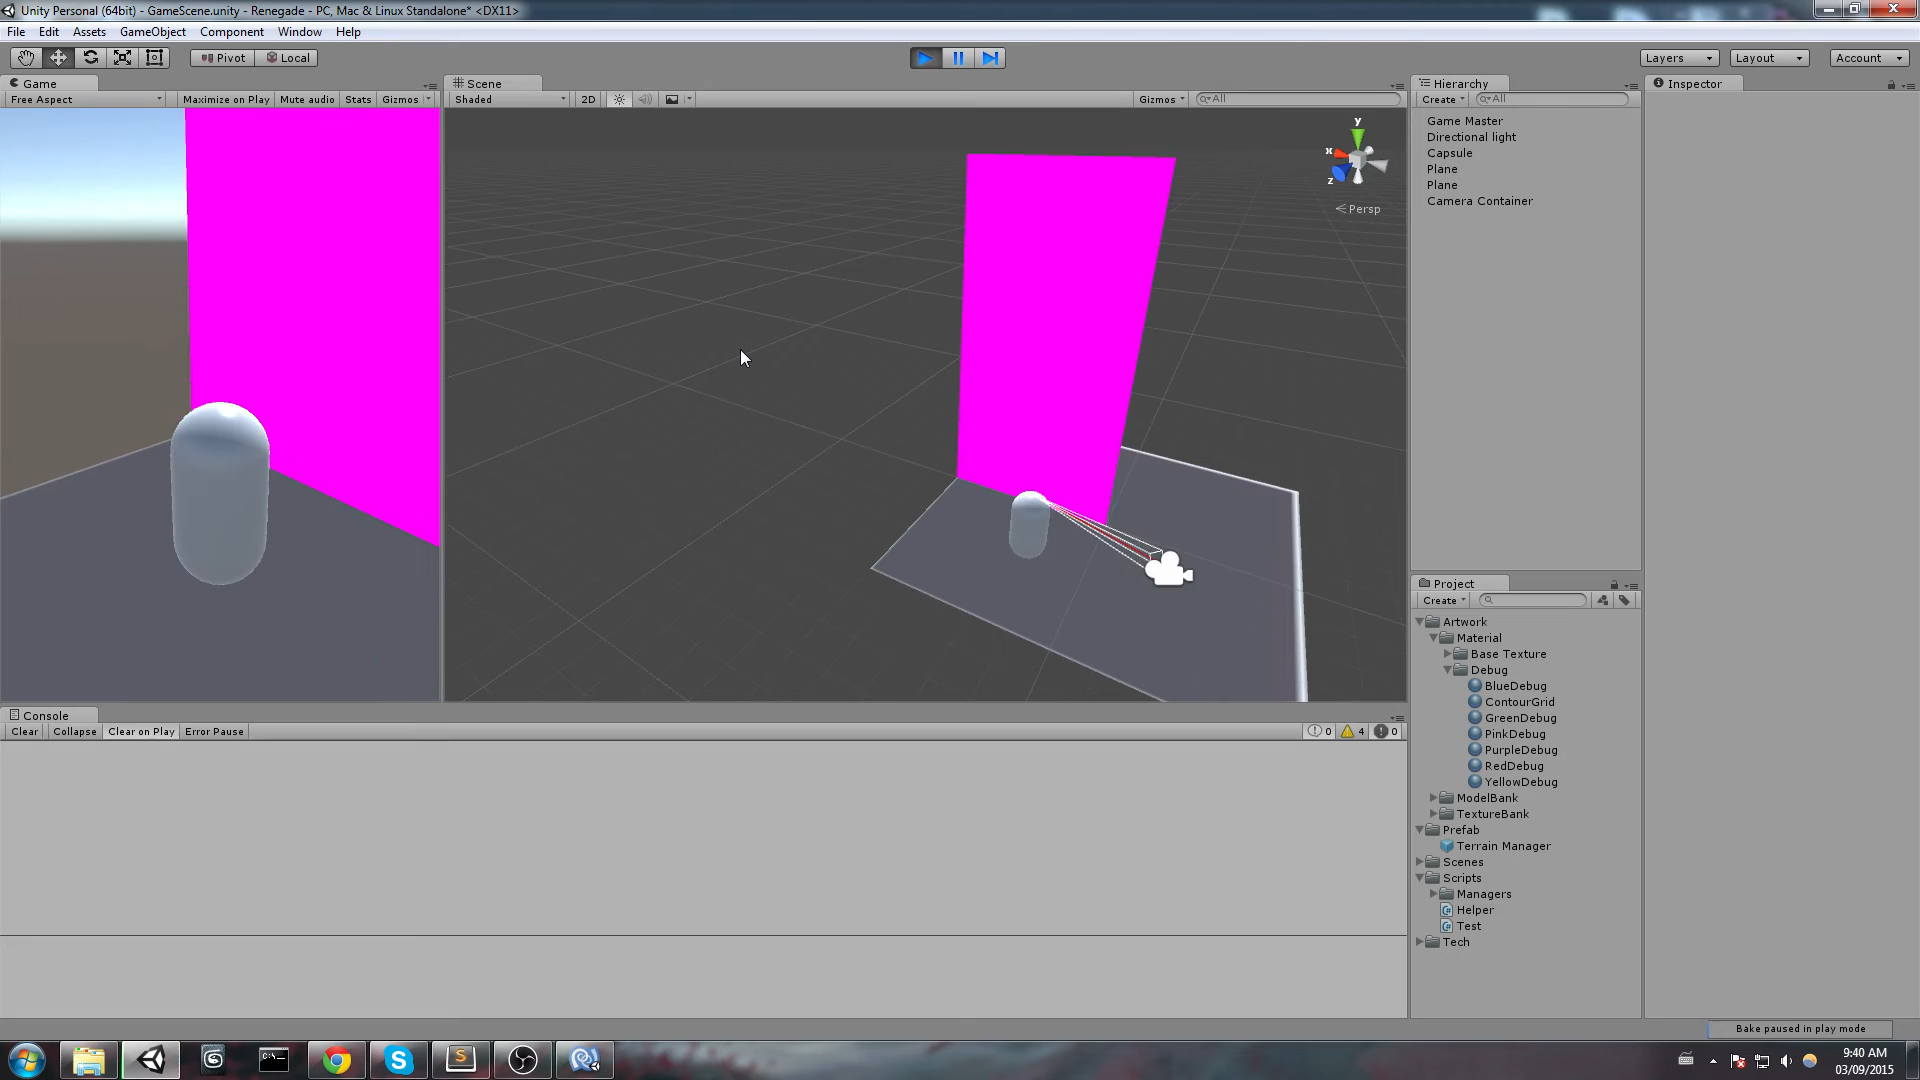 Unity Personal (64bit) - GameScene.unity - Renegade - PC, Mac & Linux Standalone* <DX11>
File Edit Assets GameObject Component Window Help
Pivot Local Layers Layout Account
Game
Free Aspect Maximize on Play Mute audio Stats Gizmos
Scene
Shaded 2D Gizmos All
y
x
z
Persp
Hierarchy
Create All
Game Master
Directional light
Capsule
Plane
Plane
Camera Container
Inspector
Project
Create
Artwork
Material
Base Texture
Debug
BlueDebug
ContourGrid
GreenDebug
PinkDebug
PurpleDebug
RedDebug
YellowDebug
ModelBank
TextureBank
Prefab
Terrain Manager
Scenes
Scripts
Managers
Helper
Test
Tech
Console
Clear Collapse Clear on Play Error Pause 0 4 0
Bake paused in play mode
9:40 AM
03/09/2015